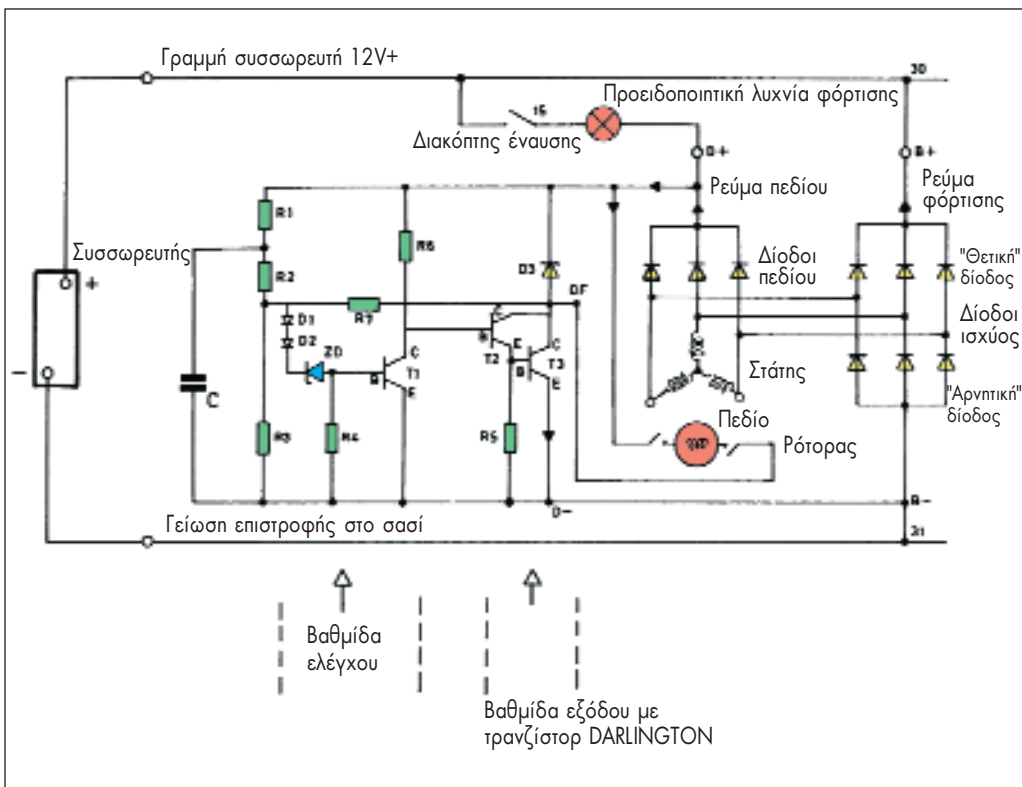 Γραμμή συσσωρευτή 12V+
30
Προειδοποιητική λυχνία φόρτισης
15
Διακόπτης έναυσης
D+
B+
Ρεύμα πεδίου
Ρεύμα
φόρτισης
R1
R6
Συσσωρευτής
R2
D3
Δίοδοι
πεδίου
"Θετική"
δίοδος
+
DF
R7
D1
D2
Δίοδοι
ισχύος
ZD
C
B
E
T2
C
B
T1
E
C
B
T3
E
Στάτης
-
C
"Αρνητική"
δίοδος
Πεδίο
R3
R4
R5
Ρότορας
D-
B-
Γείωση επιστροφής στο σασί
31
Βαθμίδα
ελέγχου
Βαθμίδα εξόδου με
τρανζίστορ DARLINGTON